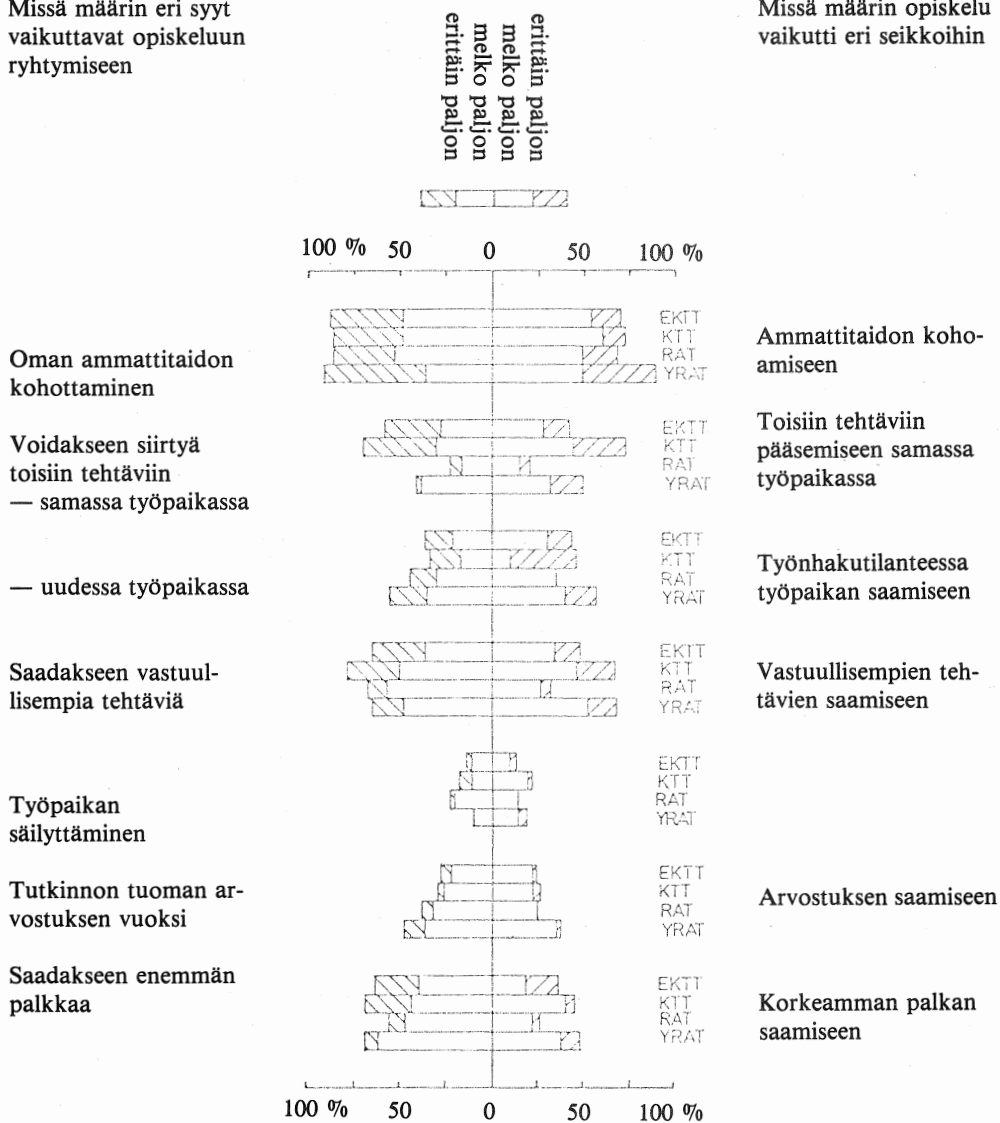 Missä määrin eri syyt
vaikuttavat opiskeluun
ryhtymiseen
erittäin paljon
melko paljon
melko paljon
erittäin paljon
Missä määrin opiskelu
vaikutti eri seikkoihin
100 % 50 0 50 100 %
Oman ammattitaidon
kohottaminen
EKTT
KTT
RAT
YRAT
Ammattitaidon koho-
amiseen
Voidakseen siirtyä
toisiin tehtäviin
— samassa työpaikassa
EKTT
KTT
RAT
YRAT
Toisiin tehtäviin
pääsemiseen samassa
työpaikassa
— uudessa työpaikassa
EKTT
KTT
RAT
YRAT
Työnhakutilanteessa
työpaikan saamiseen
Saadakseen vastuul-
lisempia tehtäviä
EKTT
KTT
RAT
YRAT
Vastuullisempien teh-
tävien saamiseen
Työpaikan
säilyttäminen
EKTT
KTT
RAT
YRAT
Tutkinnon tuoman ar-
vostuksen vuoksi
EKTT
KTT
RAT
YRAT
Arvostuksen saamiseen
Saadakseen enemmän
palkkaa
EKTT
KTT
RAT
YRAT
Korkeamman palkan
saamiseen
100 % 50 0 50 100 %